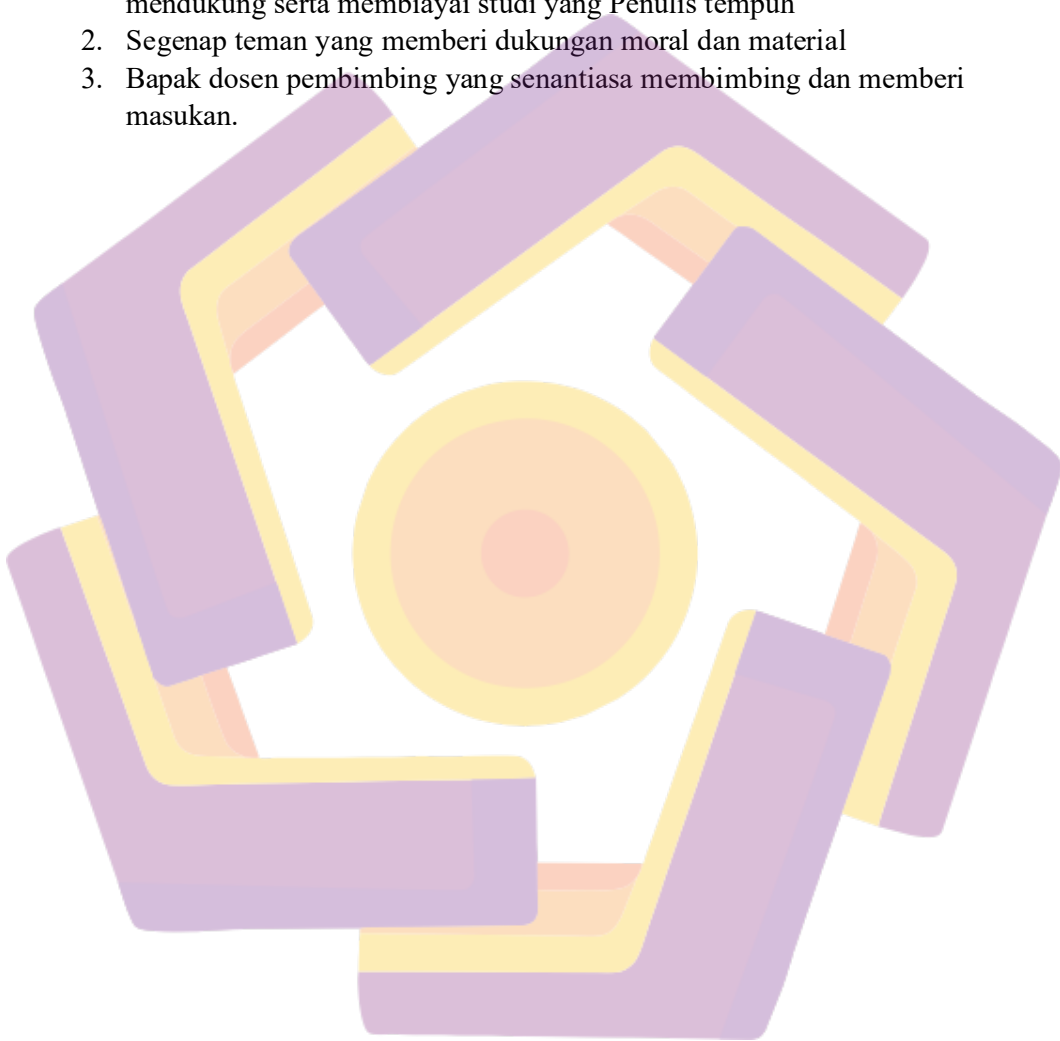 mendukung serta membiayai studi yang Penulis tempuh
2. Segenap teman yang memberi dukungan moral dan material
3. Bapak dosen pembimbing yang senantiasa membimbing dan memberi
masukan.